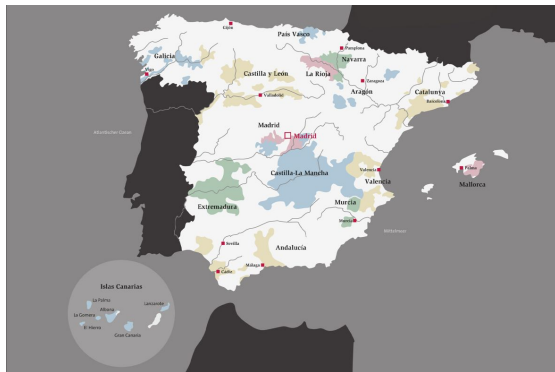 Gijón
País Vasco
Galicia
Pamplona
Navarra
Vigo
Castilla y León
La Rioja
Zaragoza
Aragón
Catalunya
Valladolid
Barcelona
Madrid
Madrid
Atlantischer Ozean
Castilla-La Mancha
Valencia
Palma
Valencia
Mallorca
Extremadura
Murcia
Murcia
Mittelmeer
Sevilla
Andalucía
Málaga
Cádiz
Islas Canarias
La Palma
Lanzarote
La Gomera
El Hierro
Gran Canaria